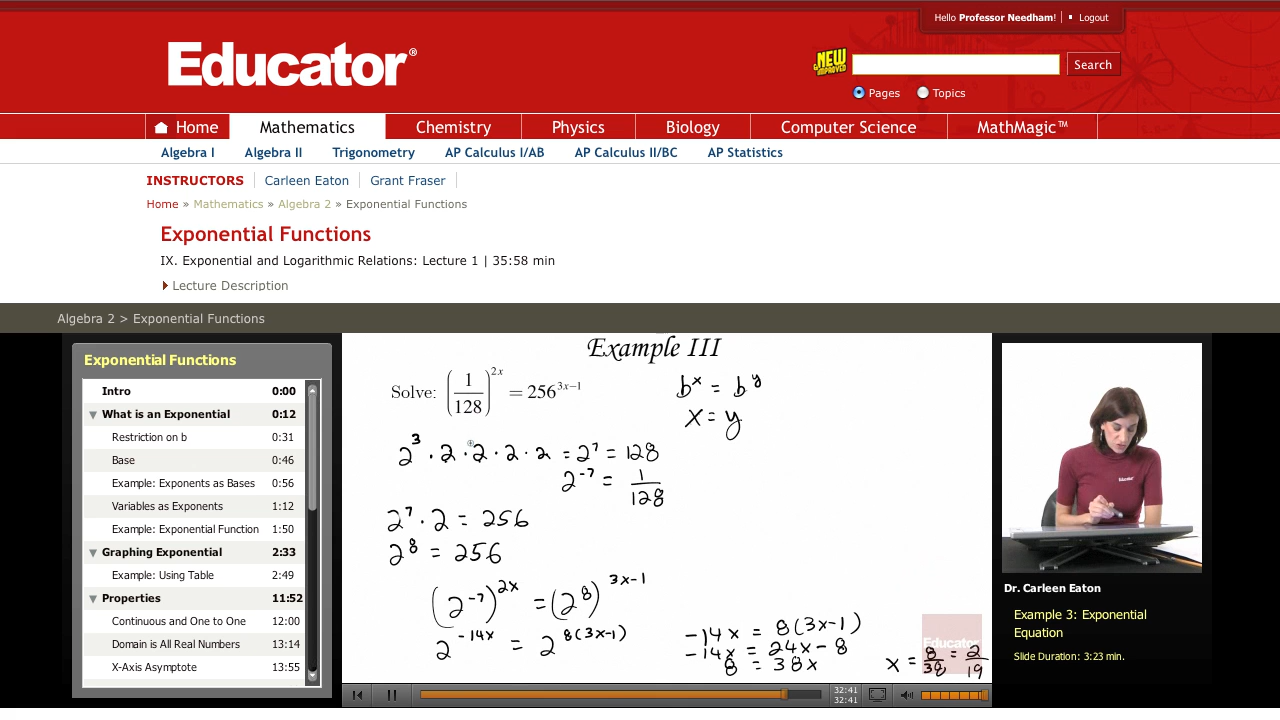 Hello Professor Needham! | ▪ Logout
Educator®
NEW & IMPROVED
Search
Pages Topics
Home Mathematics Chemistry Physics Biology Computer Science MathMagic™
Algebra I Algebra II Trigonometry AP Calculus I/AB AP Calculus II/BC AP Statistics
INSTRUCTORS Carleen Eaton Grant Fraser
Home » Mathematics » Algebra 2 » Exponential Functions
Exponential Functions
IX. Exponential and Logarithmic Relations: Lecture 1 | 35:58 min
Lecture Description
Algebra 2 > Exponential Functions
Exponential Functions
Intro 0:00
What is an Exponential 0:12
Restriction on b 0:31
Base 0:46
Example: Exponents as Bases 0:56
Variables as Exponents 1:12
Example: Exponential Function 1:50
Graphing Exponential 2:33
Example: Using Table 2:49
Properties 11:52
Continuous and One to One 12:00
Domain is All Real Numbers 13:14
X-Axis Asymptote 13:55
Example III
Solve: (1/128)^2x = 256^3x−1
b^x = b^y
x = y
2^3 · 2 · 2 · 2 · 2 = 2^7 = 128
2^-7 = 1/128
2^7 · 2 = 256
2^8 = 256
(2^-7)^2x = (2^8)^3x-1
2^-14x = 2^8(3x-1)
-14x = 8(3x-1)
-14x = 24x - 8
8 = 38x
x = 8/38 = 2/19
Educator
32:41
32:41
Educator
Dr. Carleen Eaton
Example 3: Exponential
Equation
Slide Duration: 3:23 min.